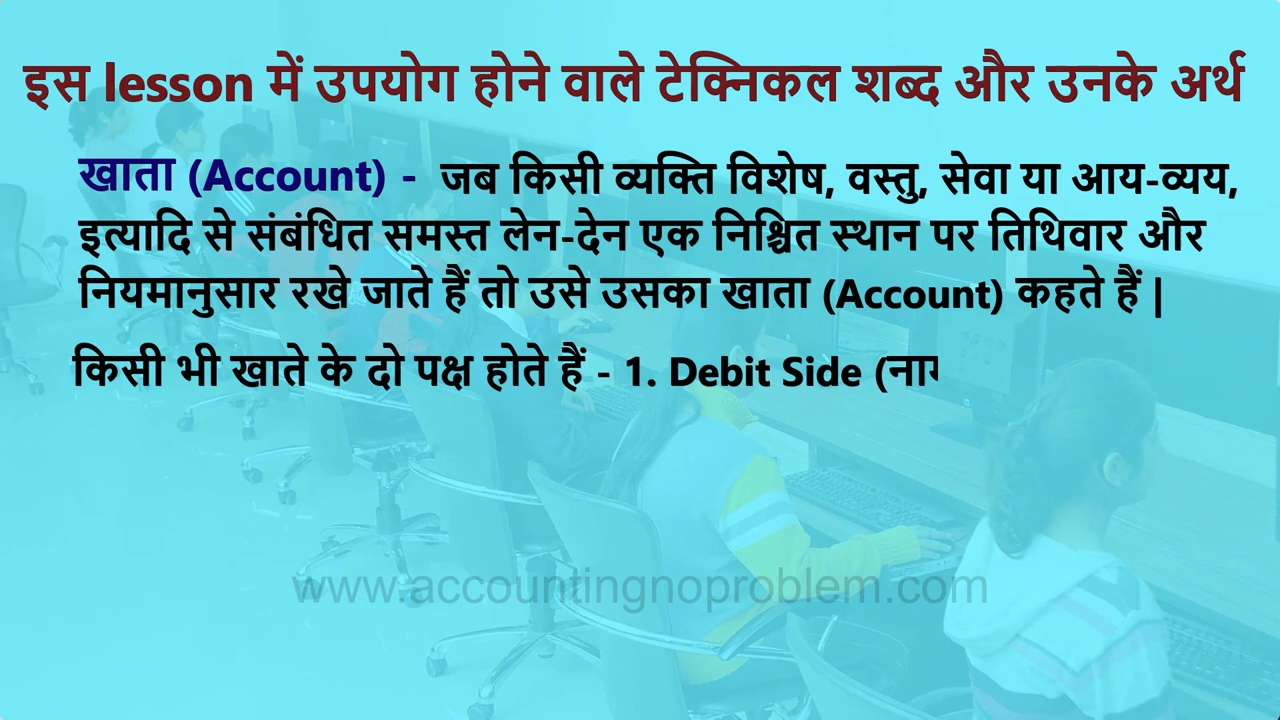 इस lesson में उपयोग होने वाले टेक्निकल शब्द और उनके अर्थ
खाता (Account) - जब किसी व्यक्ति विशेष, वस्तु, सेवा या आय-व्यय,
इत्यादि से संबंधित समस्त लेन-देन एक निश्चित स्थान पर तिथिवार और
नियमानुसार रखे जाते हैं तो उसे उसका खाता (Account) कहते हैं |
किसी भी खाते के दो पक्ष होते हैं - 1. Debit Side (
www.accountingnoproblem.com